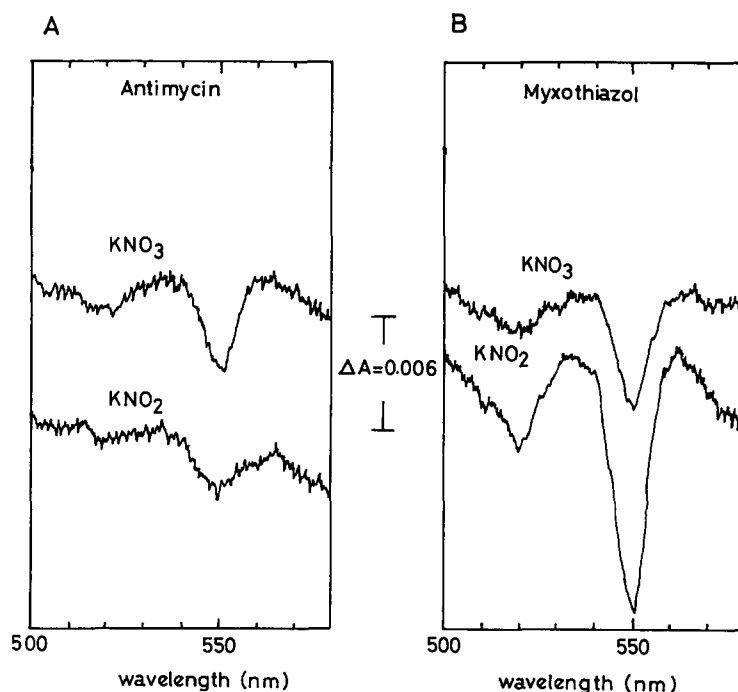 A
B
Antimycin
Myxothiazol
KNO3
KNO3
KNO2
ΔA=0.006
KNO2
500
550
500
550
wavelength (nm)
wavelength (nm)